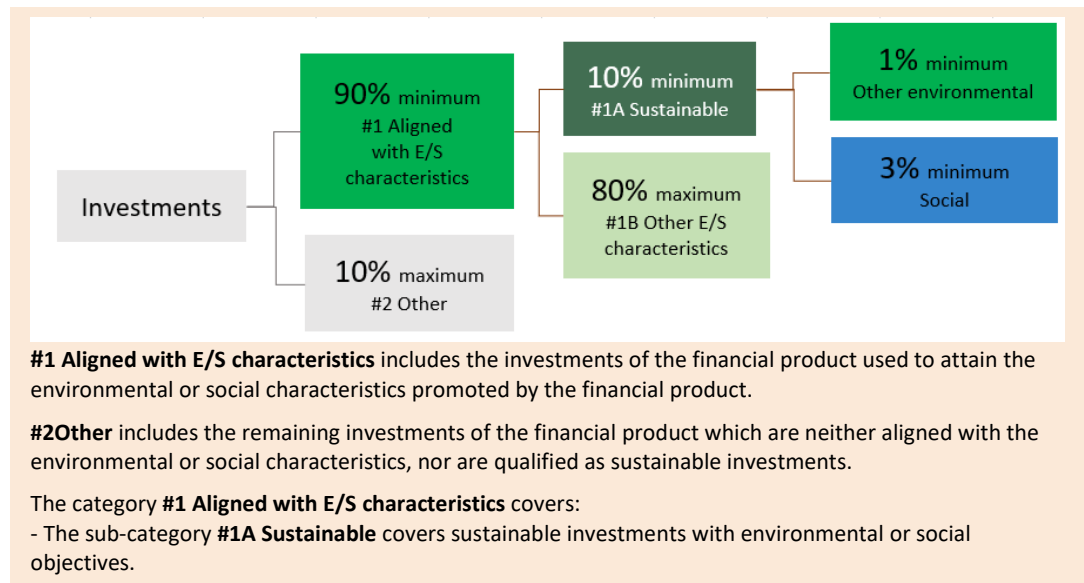 Investments
90% minimum
#1 Aligned
with E/S
characteristics
10% maximum
#2 Other
10% minimum
#1A Sustainable
80% maximum
#1B Other E/S
characteristics
1% minimum
Other environmental
3% minimum
Social
#1 Aligned with E/S characteristics includes the investments of the financial product used to attain the
environmental or social characteristics promoted by the financial product.
#2Other includes the remaining investments of the financial product which are neither aligned with the
environmental or social characteristics, nor are qualified as sustainable investments.
The category #1 Aligned with E/S characteristics covers:
- The sub-category #1A Sustainable covers sustainable investments with environmental or social
objectives.